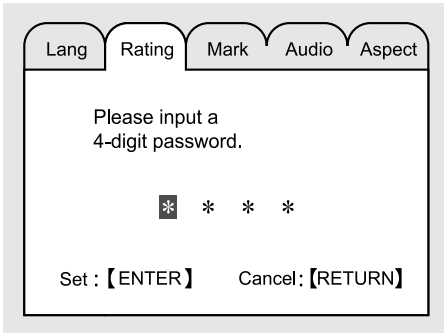 Lang Rating Mark Audio Aspect
Please input a
4-digit password.
* * * *
Set :【ENTER】 Cancel:【RETURN】